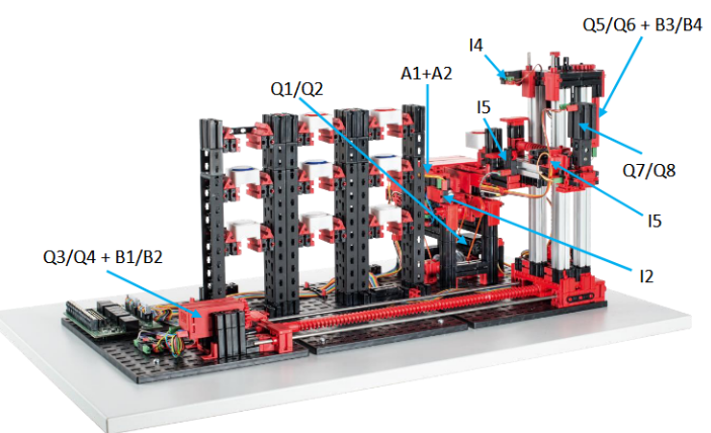 Q5/Q6 + B3/B4
I4
A1+A2
Q1/Q2
I5
Q7/Q8
I5
Q3/Q4 + B1/B2
I2